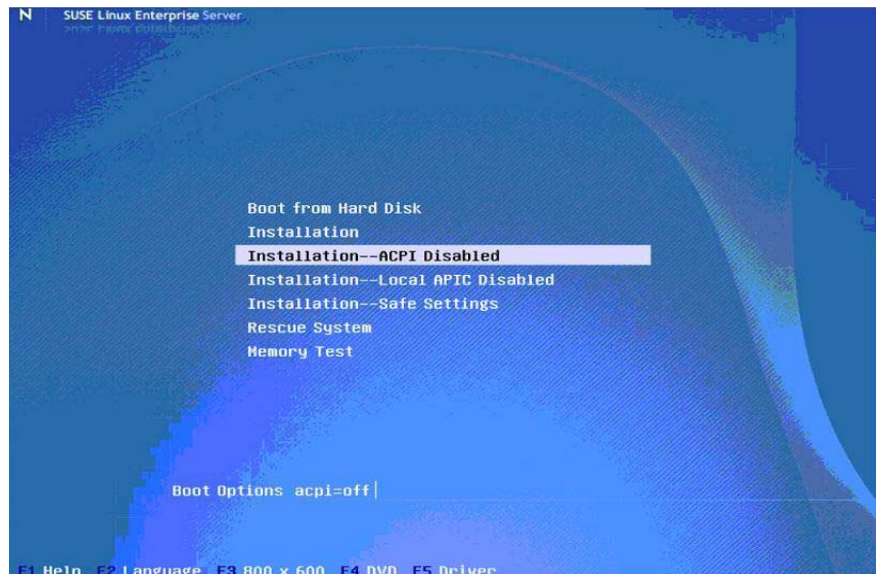 N SUSE Linux Enterprise Server
Boot from Hard Disk
Installation
Installation--ACPI Disabled
Installation--Local APIC Disabled
Installation--Safe Settings
Rescue System
Memory Test
Boot Options acpi=off
F1 Help F2 Language F3 800 x 600 F4 DVD F5 Driver